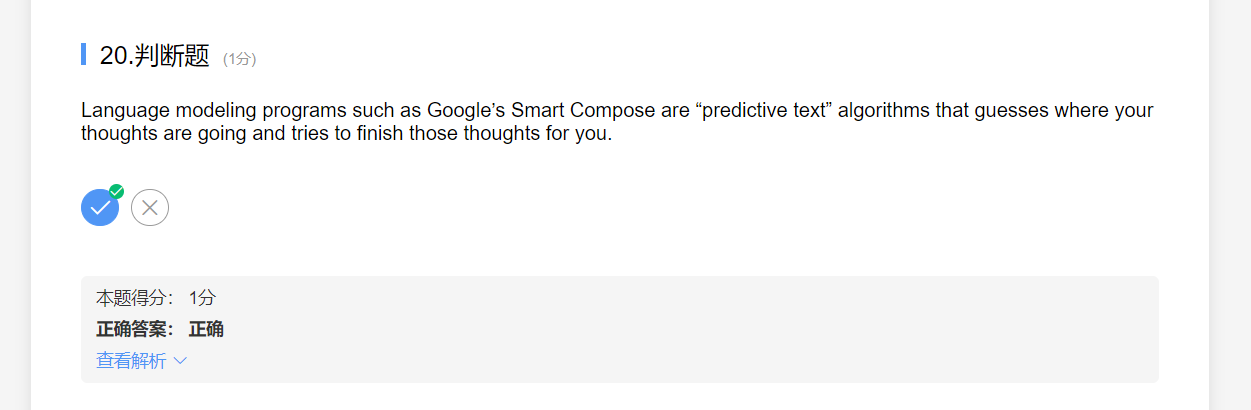 20.判断题 (1分)
Language modeling programs such as Google’s Smart Compose are “predictive text” algorithms that guesses where your
thoughts are going and tries to finish those thoughts for you.
本题得分： 1分
正确答案： 正确
查看解析